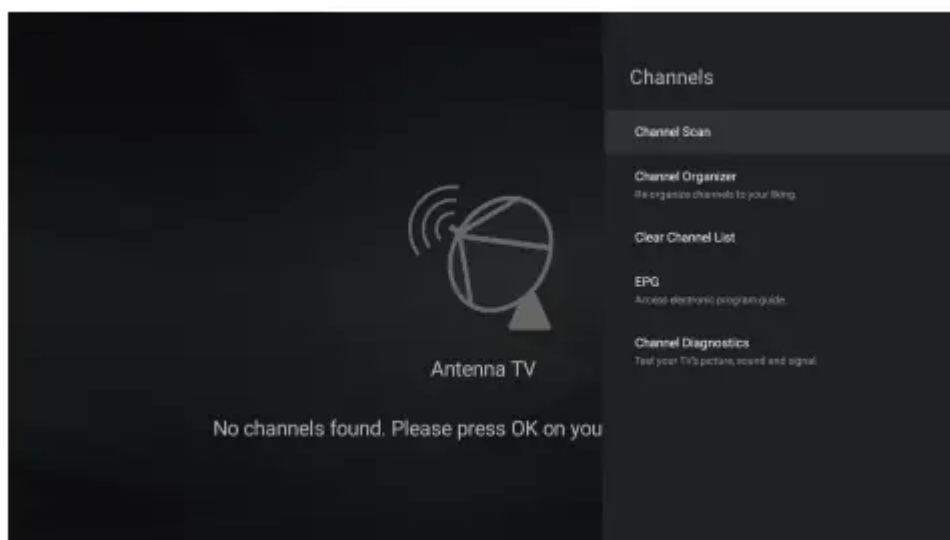 Channels
Channel Scan
Channel Organizer
Re-organize channels to your liking.
Clear Channel List
EPG
Access electronic program guide.
Channel Diagnostics
Test your TV's picture, sound and signal
Antenna TV
No channels found. Please press OK on you